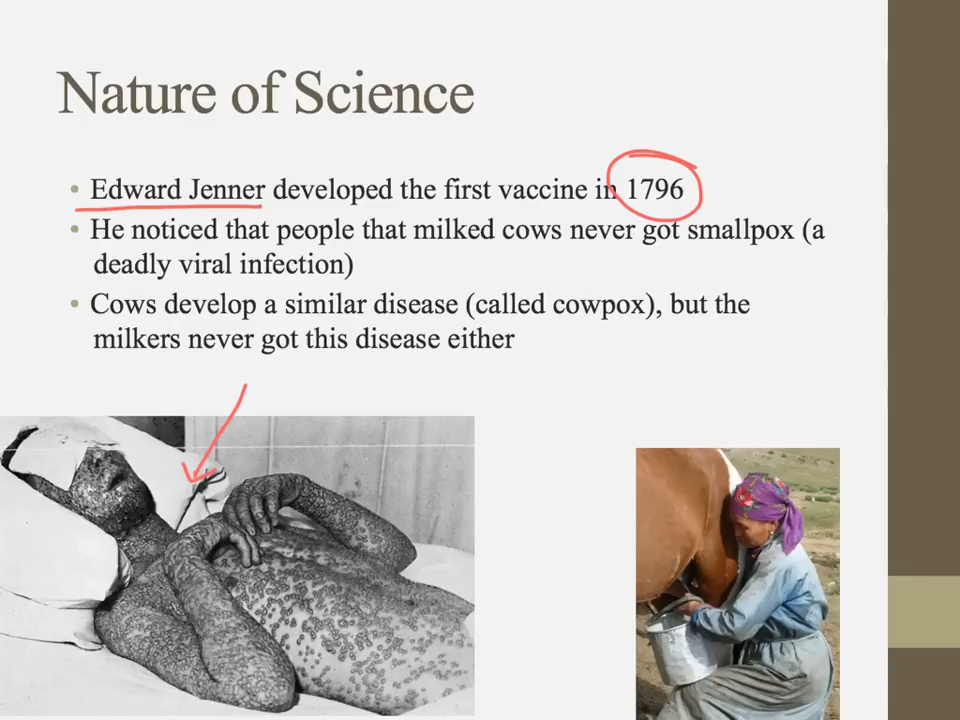 Nature of Science
• Edward Jenner developed the first vaccine in 1796
• He noticed that people that milked cows never got smallpox (a
deadly viral infection)
• Cows develop a similar disease (called cowpox), but the
milkers never got this disease either